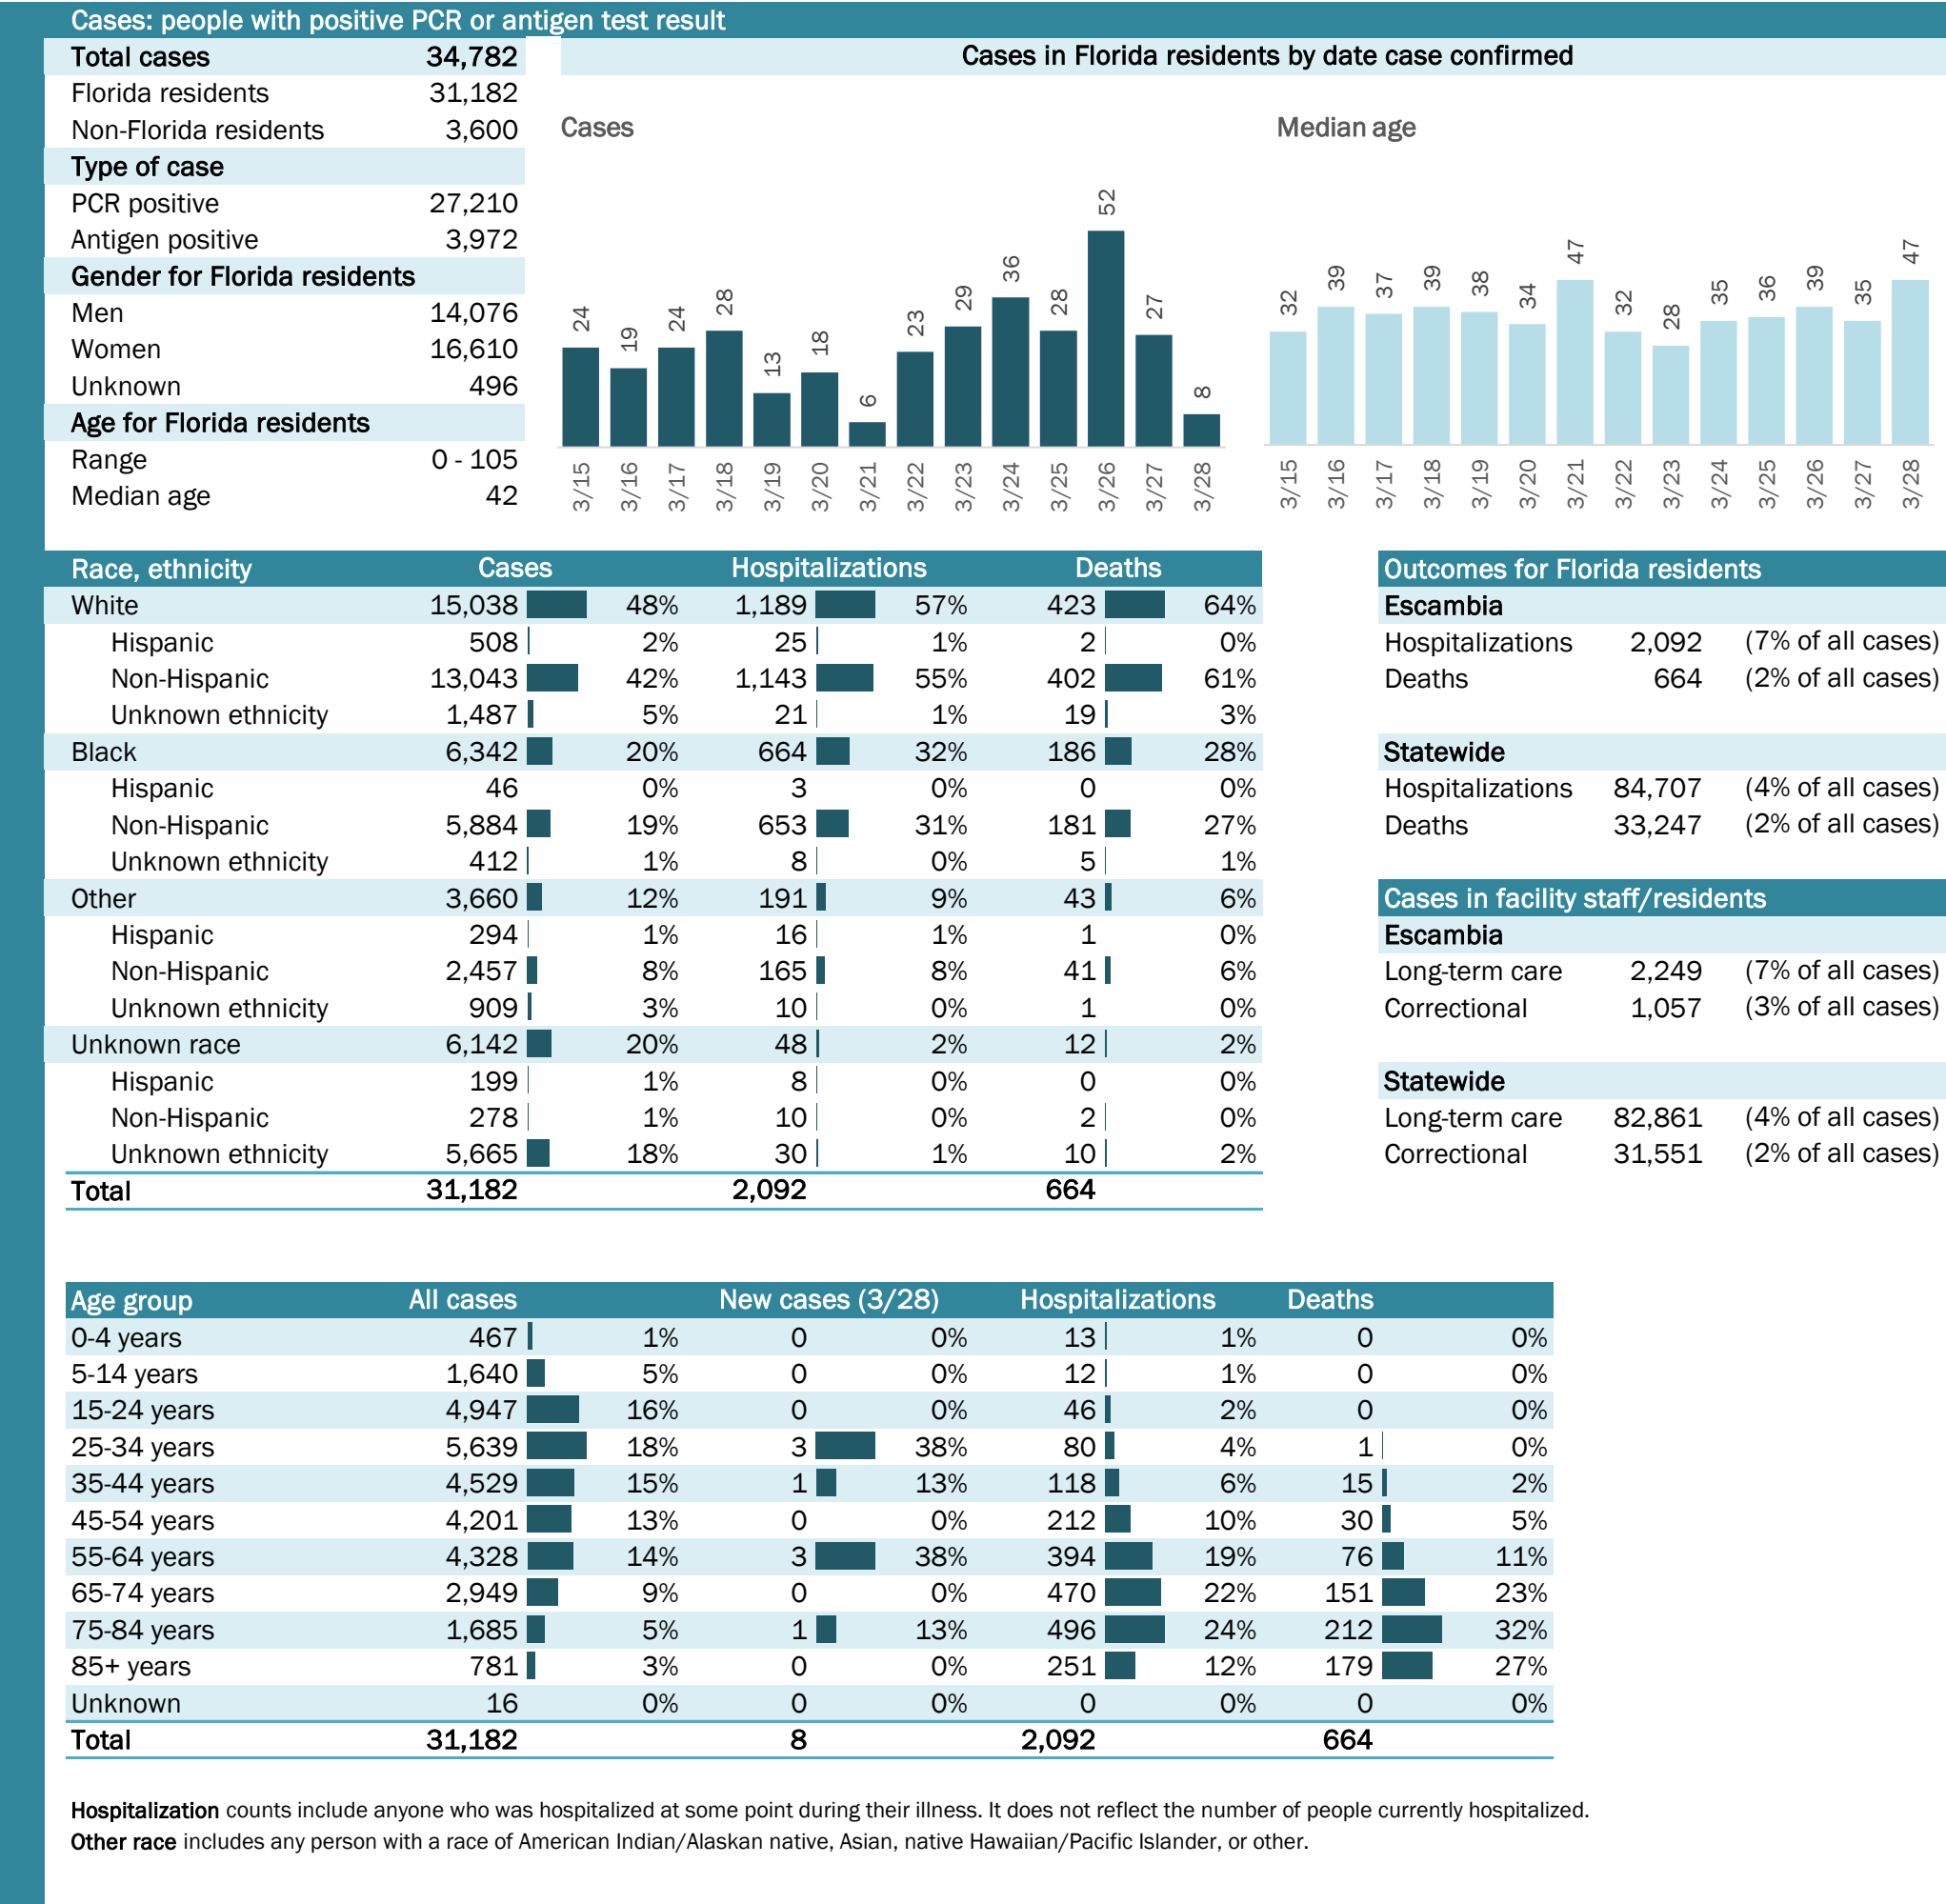 Cases: people with positive PCR or antigen test result
Total cases 34,782
Florida residents 31,182
Non-Florida residents 3,600
Type of case
PCR positive 27,210
Antigen positive 3,972
Gender for Florida residents
Men 14,076
Women 16,610
Unknown 496
Age for Florida residents
Range 0 - 105
Median age 42
Cases in Florida residents by date case confirmed
Cases
24 19 24 28 13 18 6 23 29 36 28 52 27 8
3/15 3/16 3/17 3/18 3/19 3/20 3/21 3/22 3/23 3/24 3/25 3/26 3/27 3/28
Median age
32 39 37 39 38 34 47 32 28 35 36 39 35 47
3/15 3/16 3/17 3/18 3/19 3/20 3/21 3/22 3/23 3/24 3/25 3/26 3/27 3/28
Race, ethnicity Cases Hospitalizations Deaths
White 15,038 48% 1,189 57% 423 64%
Hispanic 508 2% 25 1% 2 0%
Non-Hispanic 13,043 42% 1,143 55% 402 61%
Unknown ethnicity 1,487 5% 21 1% 19 3%
Black 6,342 20% 664 32% 186 28%
Hispanic 46 0% 3 0% 0 0%
Non-Hispanic 5,884 19% 653 31% 181 27%
Unknown ethnicity 412 1% 8 0% 5 1%
Other 3,660 12% 191 9% 43 6%
Hispanic 294 1% 16 1% 1 0%
Non-Hispanic 2,457 8% 165 8% 41 6%
Unknown ethnicity 909 3% 10 0% 1 0%
Unknown race 6,142 20% 48 2% 12 2%
Hispanic 199 1% 8 0% 0 0%
Non-Hispanic 278 1% 10 0% 2 0%
Unknown ethnicity 5,665 18% 30 1% 10 2%
Total 31,182 2,092 664
Outcomes for Florida residents
Escambia
Hospitalizations 2,092 (7% of all cases)
Deaths 664 (2% of all cases)
Statewide
Hospitalizations 84,707 (4% of all cases)
Deaths 33,247 (2% of all cases)
Cases in facility staff/residents
Escambia
Long-term care 2,249 (7% of all cases)
Correctional 1,057 (3% of all cases)
Statewide
Long-term care 82,861 (4% of all cases)
Correctional 31,551 (2% of all cases)
Age group All cases New cases (3/28) Hospitalizations Deaths
0-4 years 467 1% 0 0% 13 1% 0 0%
5-14 years 1,640 5% 0 0% 12 1% 0 0%
15-24 years 4,947 16% 0 0% 46 2% 0 0%
25-34 years 5,639 18% 3 38% 80 4% 1 0%
35-44 years 4,529 15% 1 13% 118 6% 15 2%
45-54 years 4,201 13% 0 0% 212 10% 30 5%
55-64 years 4,328 14% 3 38% 394 19% 76 11%
65-74 years 2,949 9% 0 0% 470 22% 151 23%
75-84 years 1,685 5% 1 13% 496 24% 212 32%
85+ years 781 3% 0 0% 251 12% 179 27%
Unknown 16 0% 0 0% 0 0% 0 0%
Total 31,182 8 2,092 664
Hospitalization counts include anyone who was hospitalized at some point during their illness. It does not reflect the number of people currently hospitalized.
Other race includes any person with a race of American Indian/Alaskan native, Asian, native Hawaiian/Pacific Islander, or other.